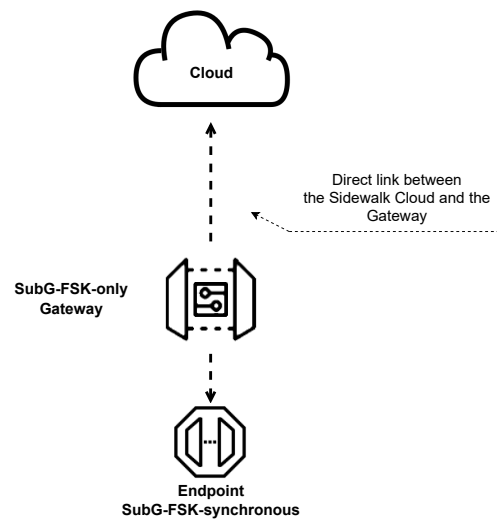 Cloud
Direct link between
the Sidewalk Cloud and the
Gateway
SubG-FSK-only
Gateway
Endpoint
SubG-FSK-synchronous